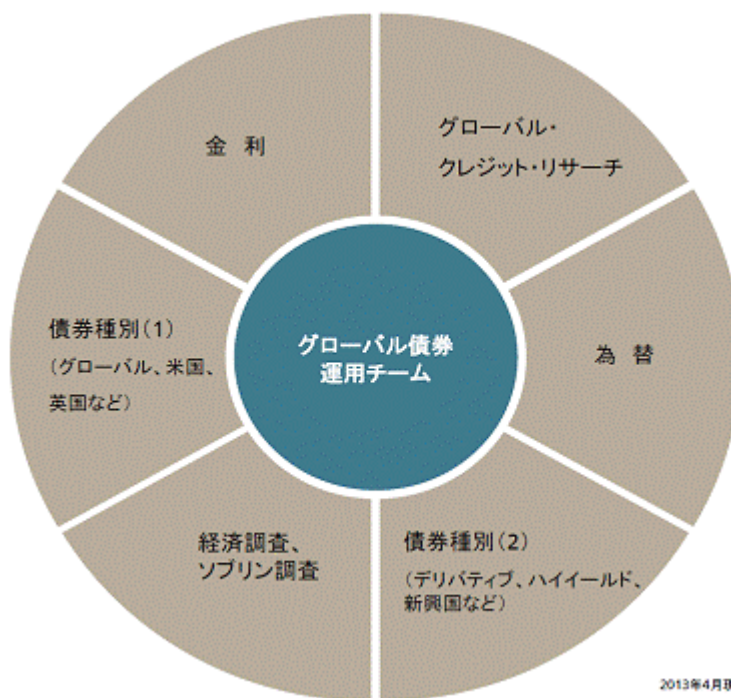 金 利
グローバル・
クレジット・リサーチ
債券種別(1)
(グローバル、米国、
英国など)
グローバル債券
運用チーム
為 替
経済調査、
ソブリン調査
債券種別(2)
(デリバティブ、ハイイールド、
新興国など)
2013年4月